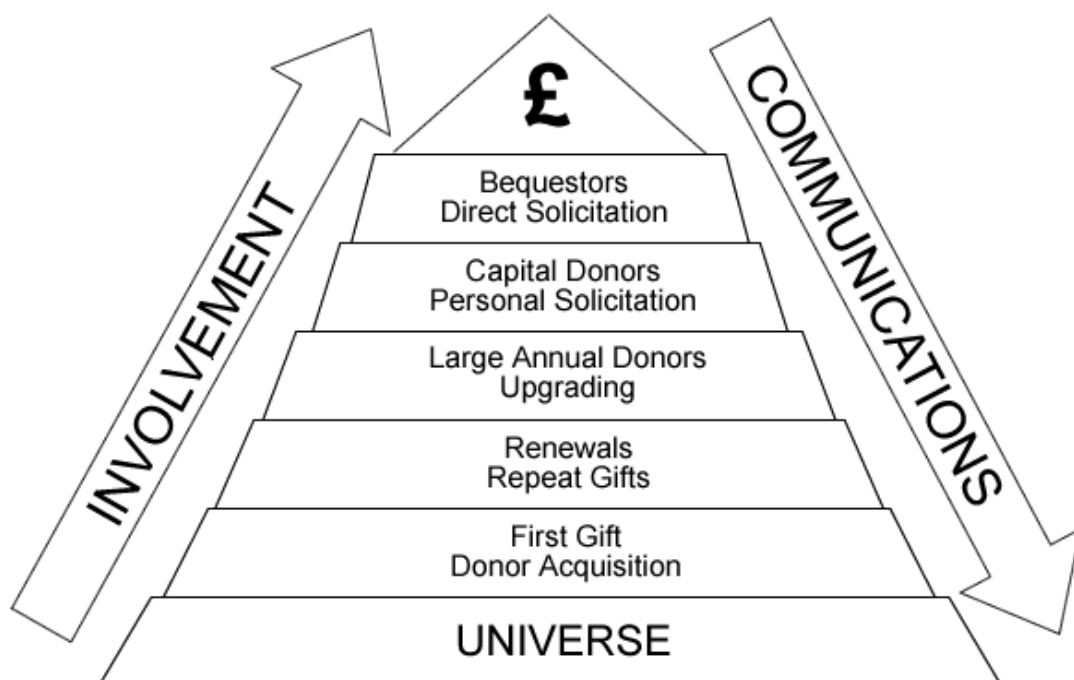 £
INVOLVEMENT
COMMUNICATIONS
Bequestors
Direct Solicitation
Capital Donors
Personal Solicitation
Large Annual Donors
Upgrading
Renewals
Repeat Gifts
First Gift
Donor Acquisition
UNIVERSE